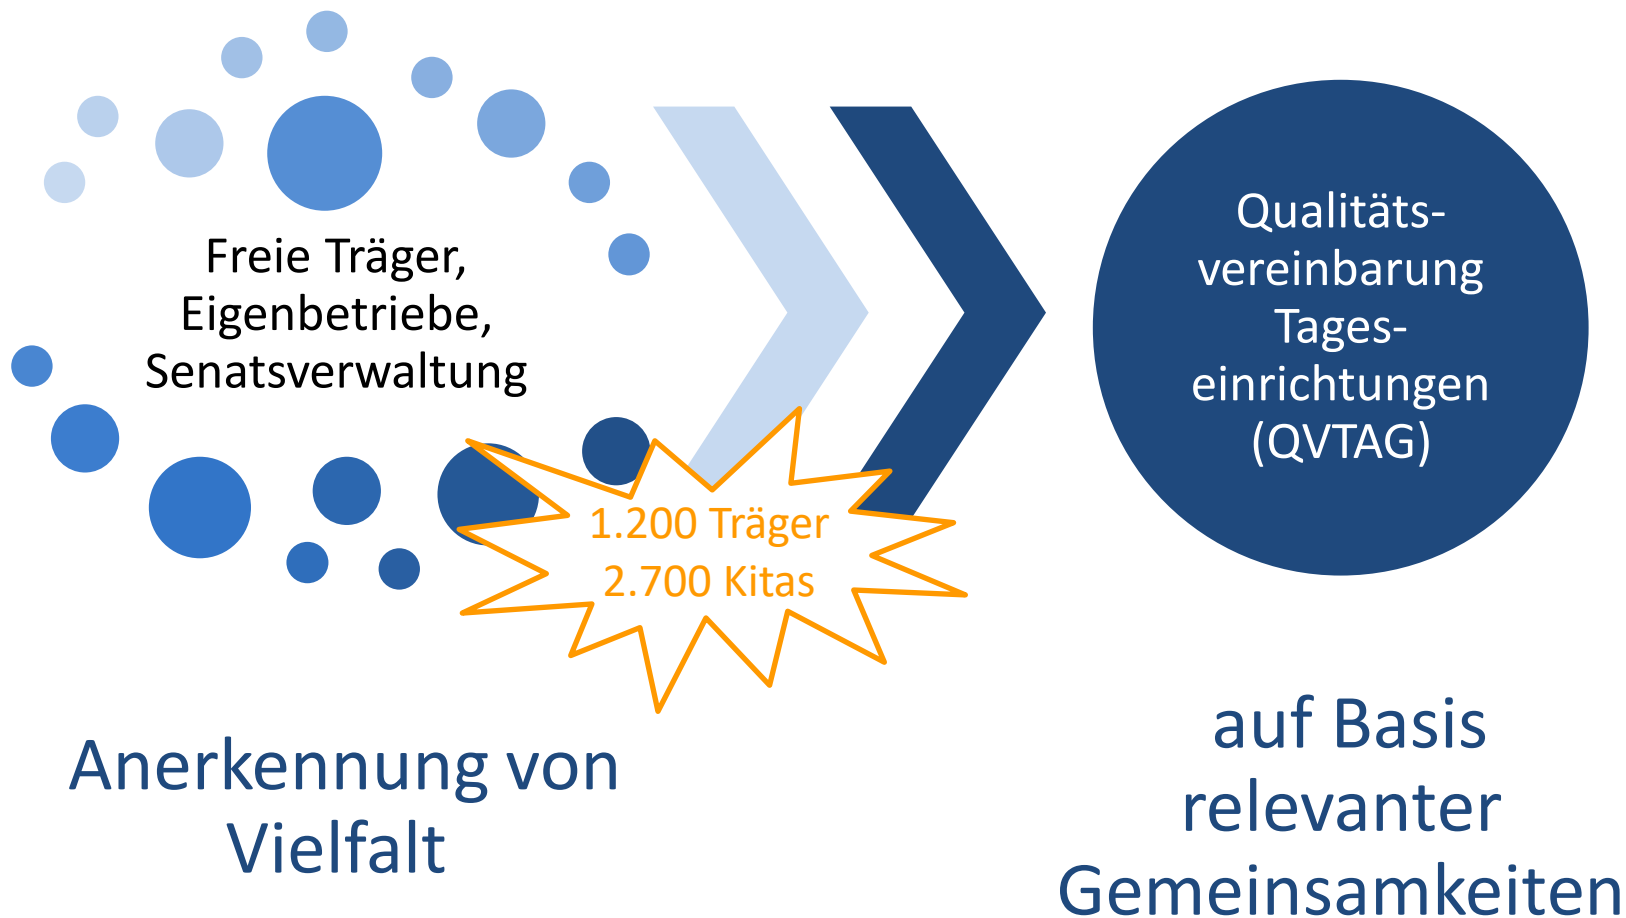 Freie Träger,
Eigenbetriebe,
Senatsverwaltung
1.200 Träger
2.700 Kitas
Qualitäts-
vereinbarung
Tages-
einrichtungen
(QVTAG)
Anerkennung von
Vielfalt
auf Basis
relevanter
Gemeinsamkeiten